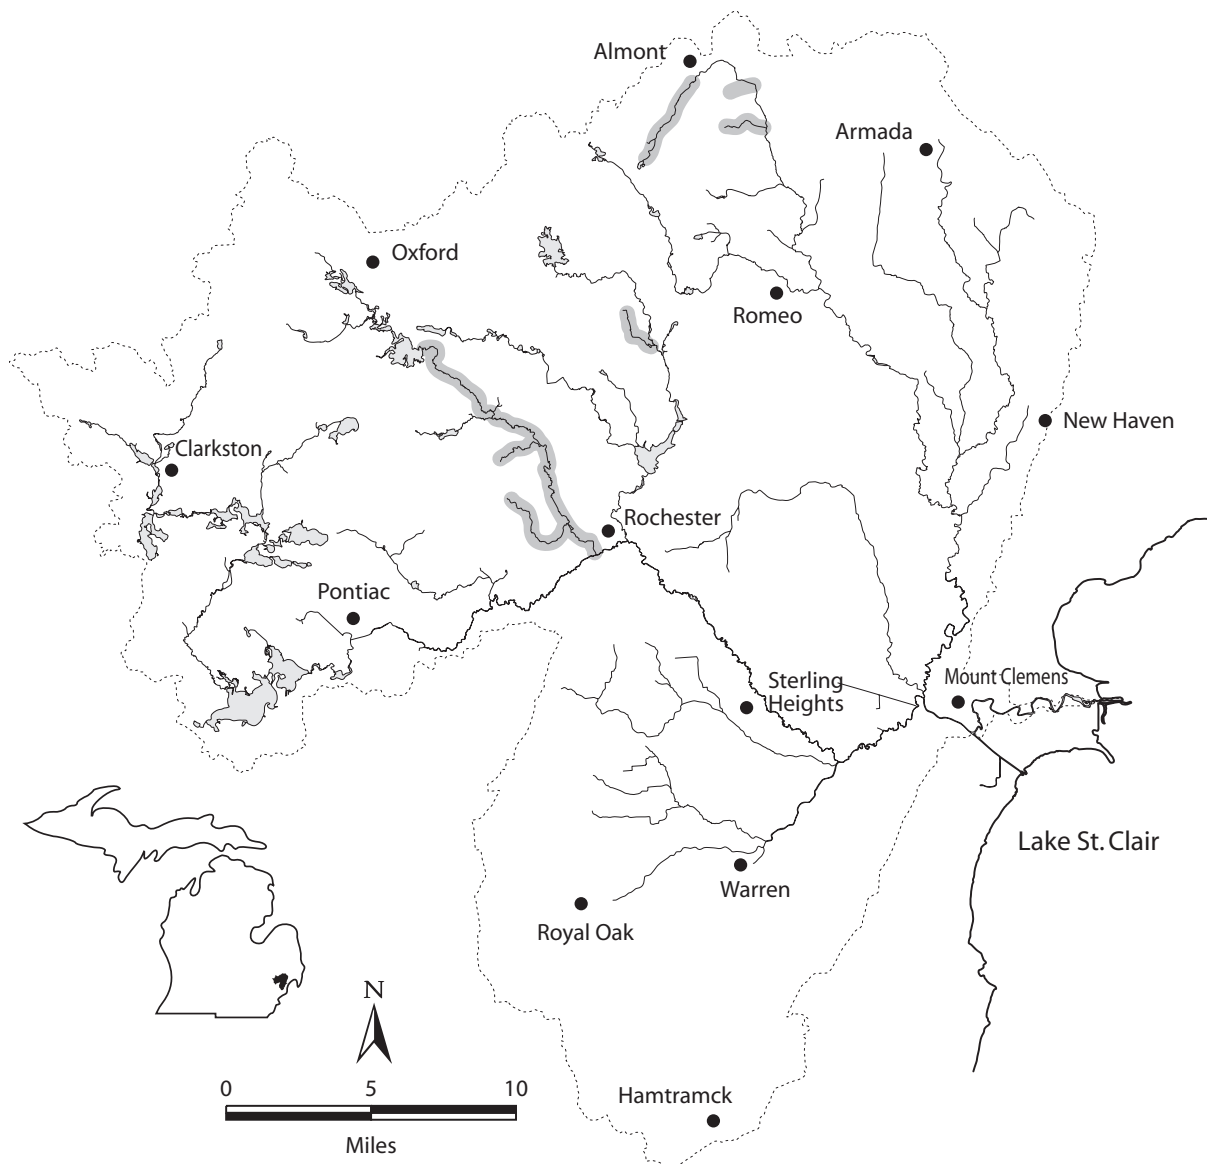 Almont
Armada
Oxford
Romeo
New Haven
Clarkston
Rochester
Pontiac
Mount Clemens
Sterling
Heights
Lake St. Clair
Warren
Royal Oak
N
0 5 10
Miles
Hamtramck